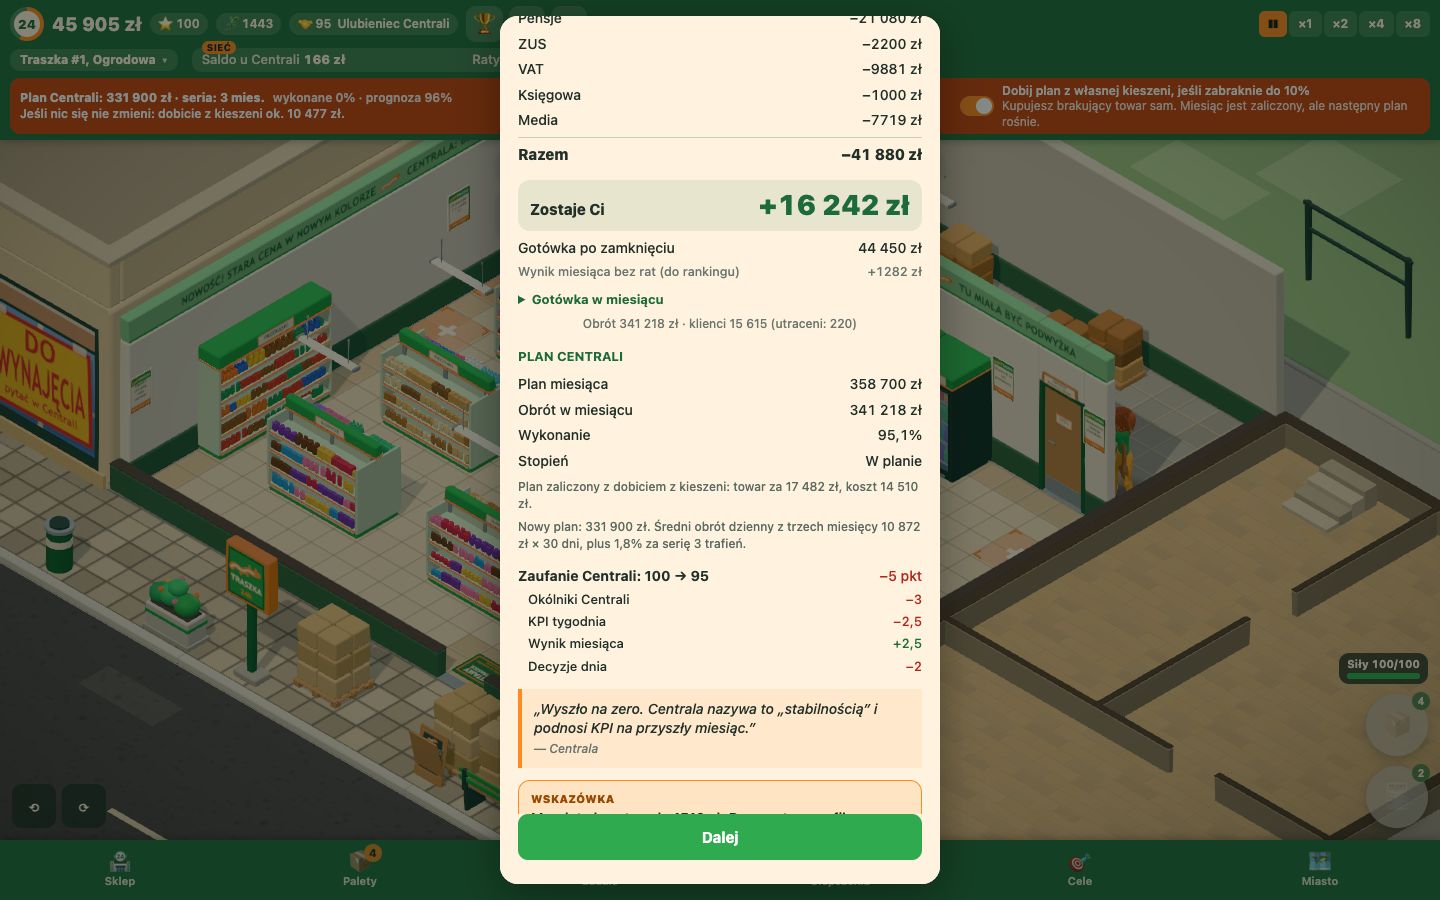 24 45 905 zł 100 1443 95 Ulubieniec Centrali
×1 ×2 ×4 ×8
Traszka #1, Ogrodowa
SIEĆ
Saldo u Centrali 166 zł
Raty
Plan Centrali: 331 900 zł · seria: 3 mies. wykonane 0% · prognoza 96%
Jeśli nic się nie zmieni: dobicie z kieszeni ok. 10 477 zł.
Dobij plan z własnej kieszeni, jeśli zabraknie do 10%
Kupujesz brakujący towar sam. Miesiąc jest zaliczony, ale następny plan
rośnie.
Pensje −21 080 zł
ZUS −2200 zł
VAT −9881 zł
Księgowa −1000 zł
Media −7719 zł
Razem −41 880 zł
Zostaje Ci +16 242 zł
Gotówka po zamknięciu 44 450 zł
Wynik miesiąca bez rat (do rankingu) +1282 zł
Gotówka w miesiącu
Obrót 341 218 zł · klienci 15 615 (utraceni: 220)
PLAN CENTRALI
Plan miesiąca 358 700 zł
Obrót w miesiącu 341 218 zł
Wykonanie 95,1%
Stopień W planie
Plan zaliczony z dobiciem z kieszeni: towar za 17 482 zł, koszt 14 510
zł.
Nowy plan: 331 900 zł. Średni obrót dzienny z trzech miesięcy 10 872
zł × 30 dni, plus 1,8% za serię 3 trafień.
Zaufanie Centrali: 100 → 95 −5 pkt
Okólniki Centrali −3
KPI tygodnia −2,5
Wynik miesiąca +2,5
Decyzje dnia −2
„Wyszło na zero. Centrala nazywa to „stabilnością” i
podnosi KPI na przyszły miesiąc.”
— Centrala
WSKAZÓWKA
Dalej
NOWOŚCI STARA CENA W NOWYM KOLORZE
CENTRALA:
TU MIAŁA BYĆ PODWYŻKA
DO
WYNAJĘCIA
pytać w Centrali
TRASZKA
24h
Siły 100/100
4
2
Sklep
Palety
4
Cele
Miasto